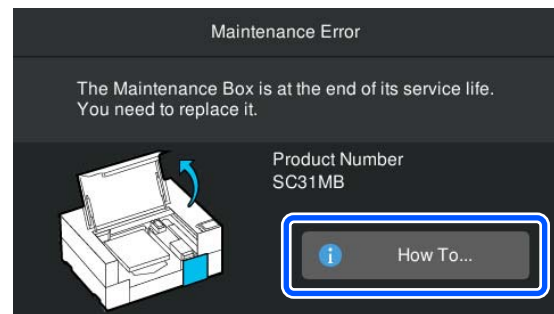 Maintenance Error
The Maintenance Box is at the end of its service life.
You need to replace it.
Product Number
SC31MB
How To...